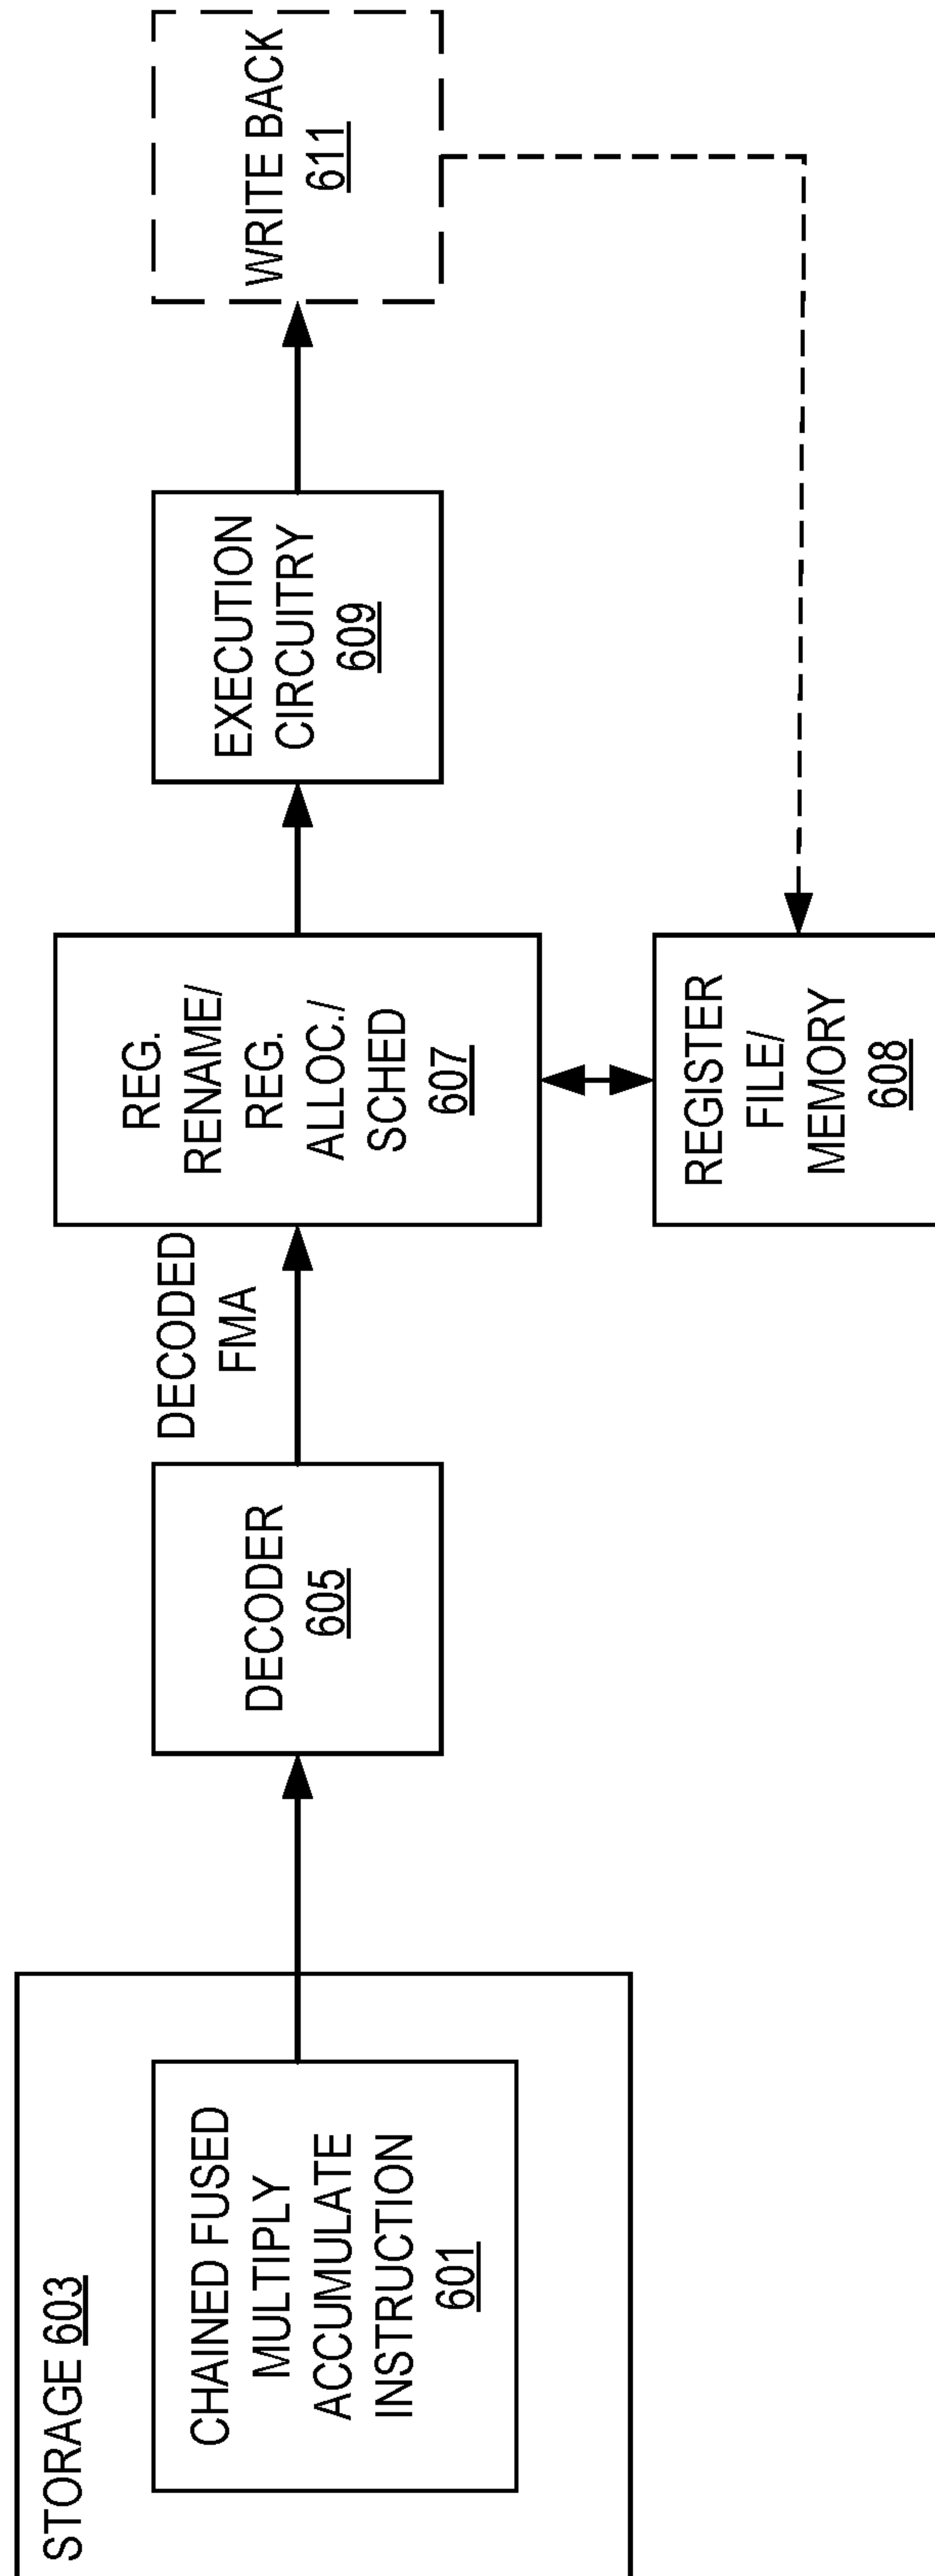 STORAGE 603
CHAINED FUSED
MULTIPLY
ACCUMULATE
INSTRUCTION
601
DECODER
605
DECODED
FMA
REG.
RENAME/
REG.
ALLOC./
SCHED
607
REGISTER
FILE/
MEMORY
608
EXECUTION
CIRCUITRY
609
WRITE BACK
611